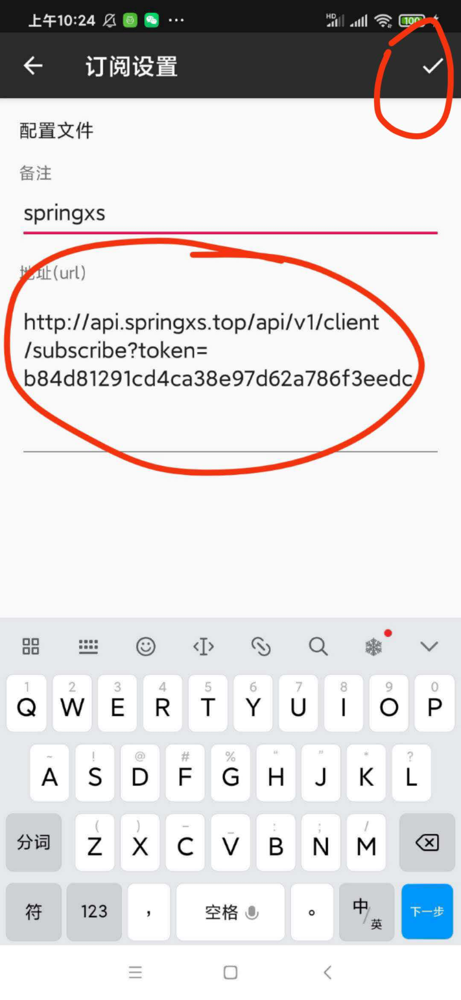 上午10:24
HD
100
订阅设置
配置文件
备注
springxs
地址(url)
http://api.springxs.top/api/v1/client
/subscribe?token=
b84d81291cd4ca38e97d62a786f3eedc
1 2 3 4 5 6 7 8 9 0
Q W E R T Y U I O P
~ ! @ # % “ ” * ?
A S D F G H J K L
( ) - _ : ; /
分词 Z X C V B N M
符 123 , 空格 。 中/英 下一步